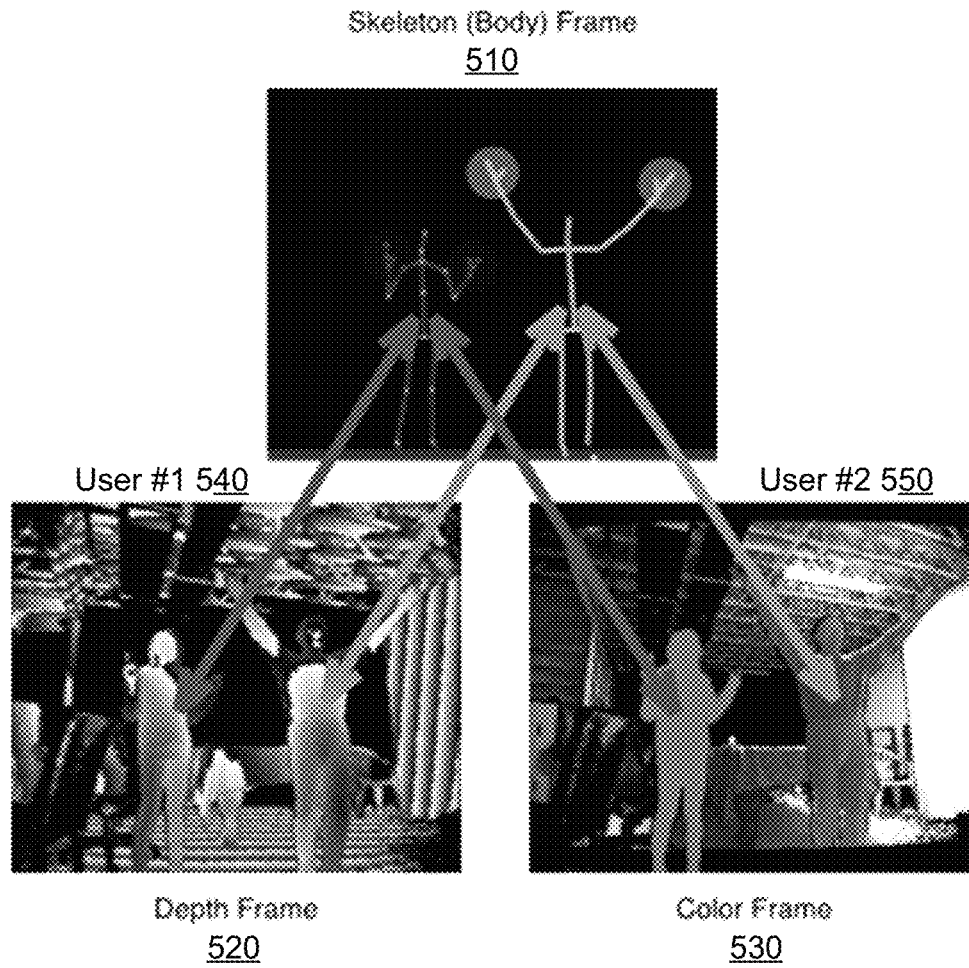 Skeleton (Body) Frame
510
User #1 540
User #2 550
Depth Frame
520
Color Frame
530